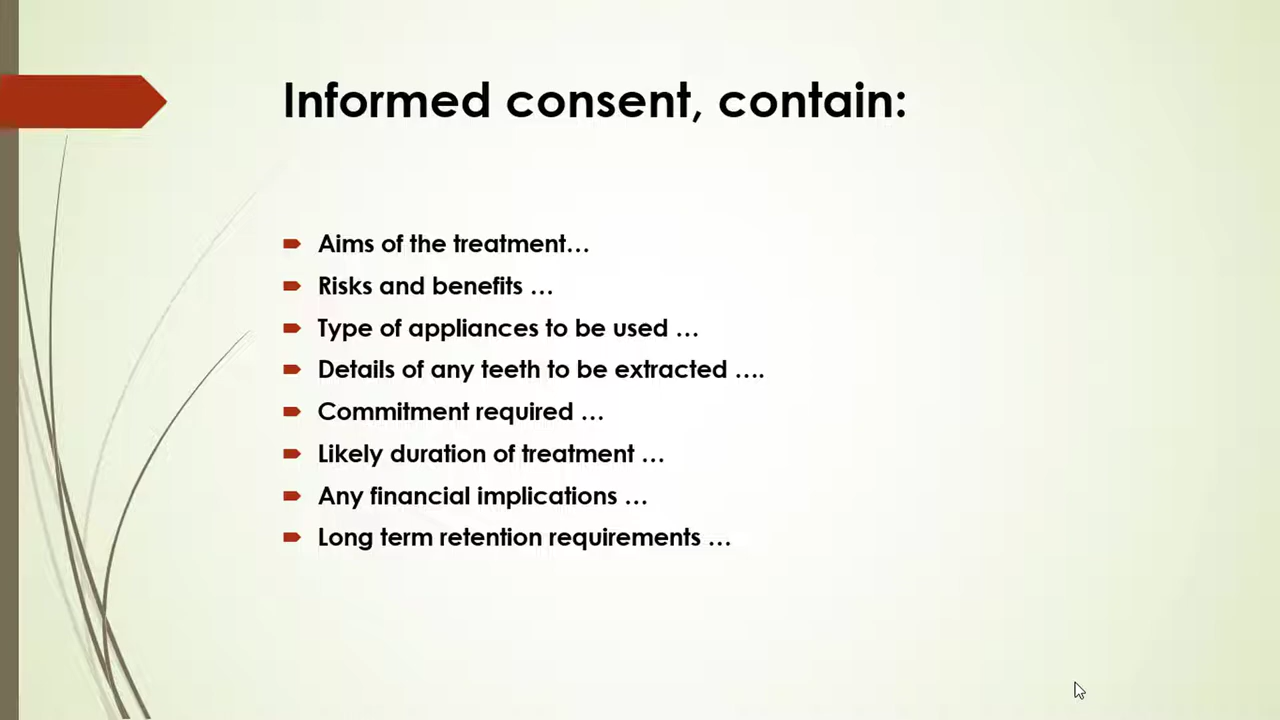 Informed consent, contain:
Aims of the treatment…
Risks and benefits …
Type of appliances to be used …
Details of any teeth to be extracted ….
Commitment required …
Likely duration of treatment …
Any financial implications …
Long term retention requirements …